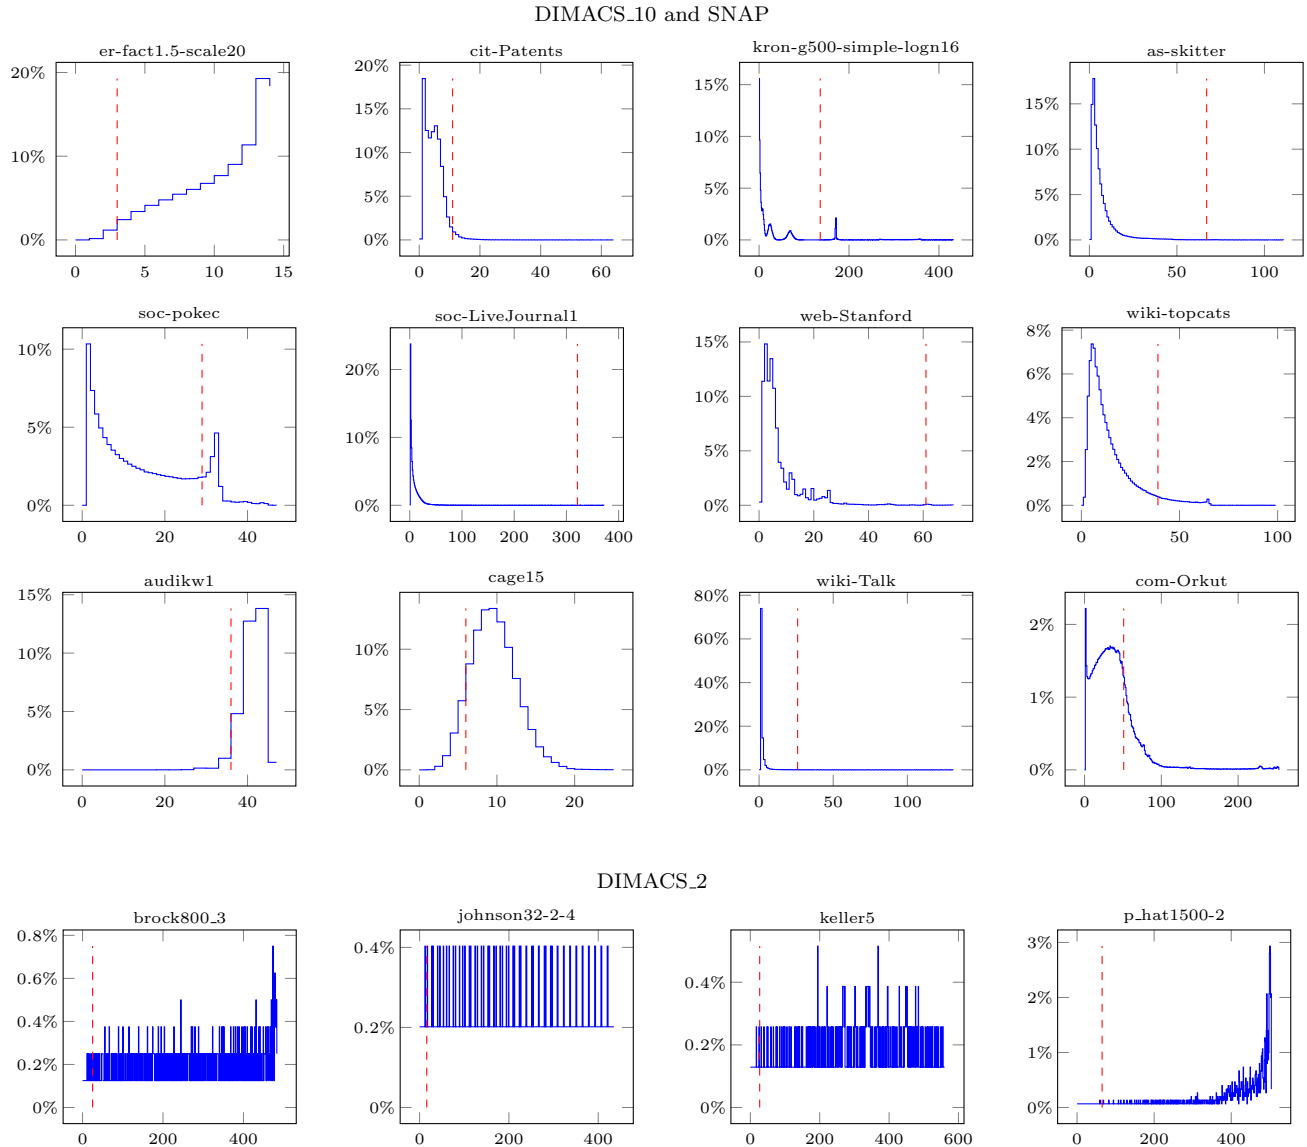 DIMACS_10 and SNAP
er-fact1.5-scale20
20%
10%
0%
0 5 10 15
cit-Patents
20%
15%
10%
5%
0%
0 20 40 60
kron-g500-simple-logn16
15%
10%
5%
0%
0 200 400
as-skitter
15%
10%
5%
0%
0 50 100
soc-pokec
10%
5%
0%
0 20 40
soc-LiveJournal1
20%
10%
0%
0 100 200 300 400
web-Stanford
15%
10%
5%
0%
0 20 40 60
wiki-topcats
8%
6%
4%
2%
0%
0 50 100
audikw1
15%
10%
5%
0%
0 20 40
cage15
10%
5%
0%
0 10 20
wiki-Talk
80%
60%
40%
20%
0%
0 50 100
com-Orkut
2%
1%
0%
0 100 200
DIMACS_2
brock800_3
0.8%
0.6%
0.4%
0.2%
0%
0 200 400
johnson32-2-4
0.4%
0.2%
0%
0 200 400
keller5
0.4%
0.2%
0%
0 200 400 600
p_hat1500-2
3%
2%
1%
0%
0 200 400